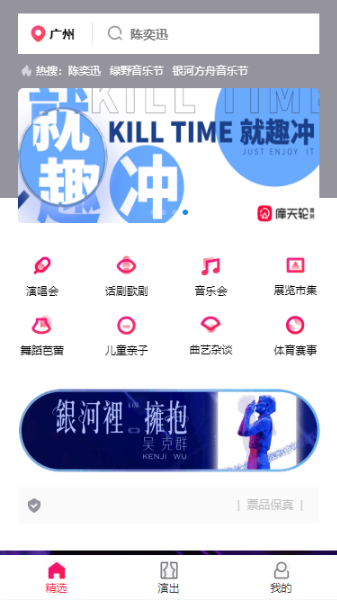 广州 陈奕迅
热搜: 陈奕迅 绿野音乐节 银河方舟音乐节
KILL TIME
就趣冲
KILL TIME 就趣冲
JUST ENJOY IT
摩天轮票务
演唱会 话剧歌剧 音乐会 展览市集
舞蹈芭蕾 儿童亲子 曲艺杂谈 体育赛事
銀河裡 擁抱
吴克群
KENJI WU
| 票品保真 |
精选 演出 我的